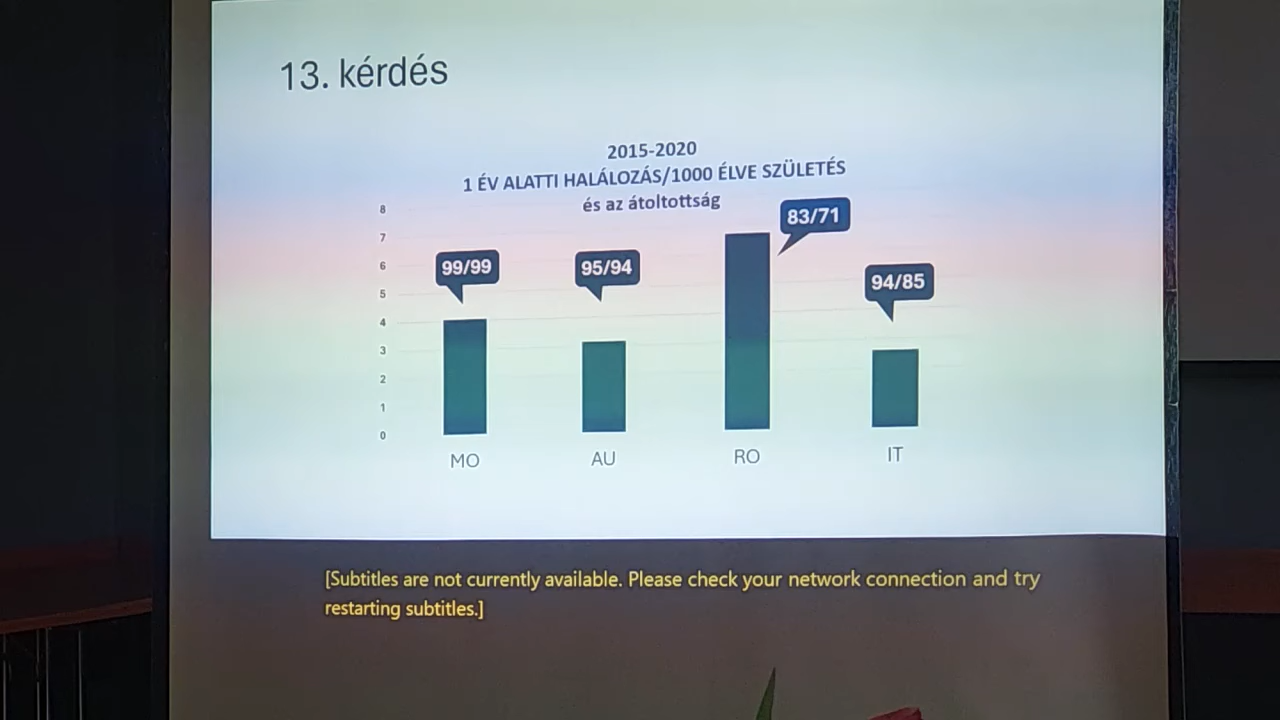 13. kérdés
2015-2020
1 ÉV ALATTI HALÁLOZÁS/1000 ÉLVE SZÜLETÉS
és az átoltottság
8
7
6
5
4
3
2
1
0
99/99
95/94
83/71
94/85
MO
AU
RO
IT
[Subtitles are not currently available. Please check your network connection and try
restarting subtitles.]